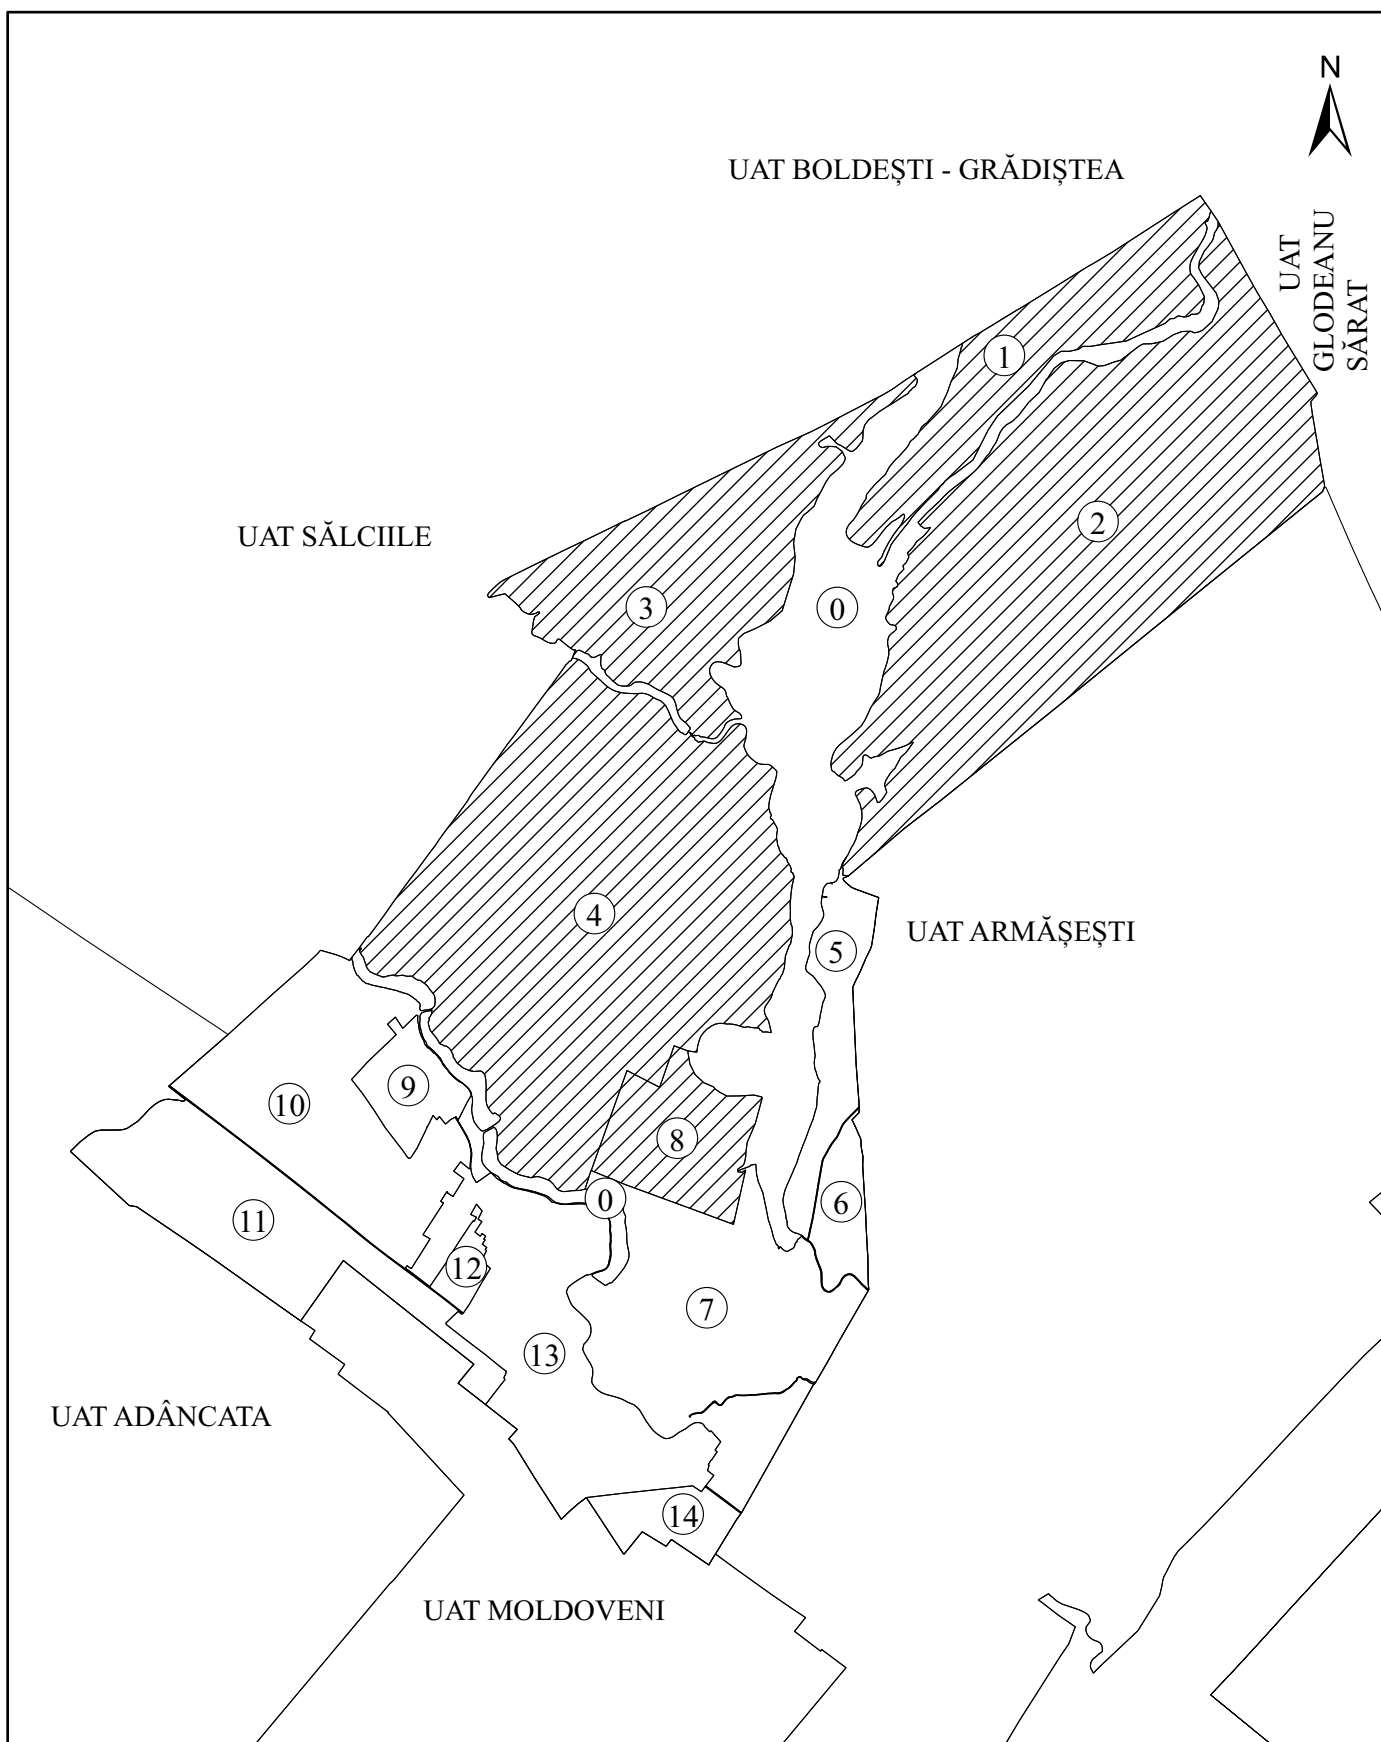 N
UAT BOLDEȘTI - GRĂDIȘTEA
UAT
GLODEANU
SĂRAT
1
2
UAT SĂLCIILE
3
0
4
UAT ARMĂȘEȘTI
5
9
10
8
0
6
11
12
7
13
UAT ADÂNCATA
14
UAT MOLDOVENI